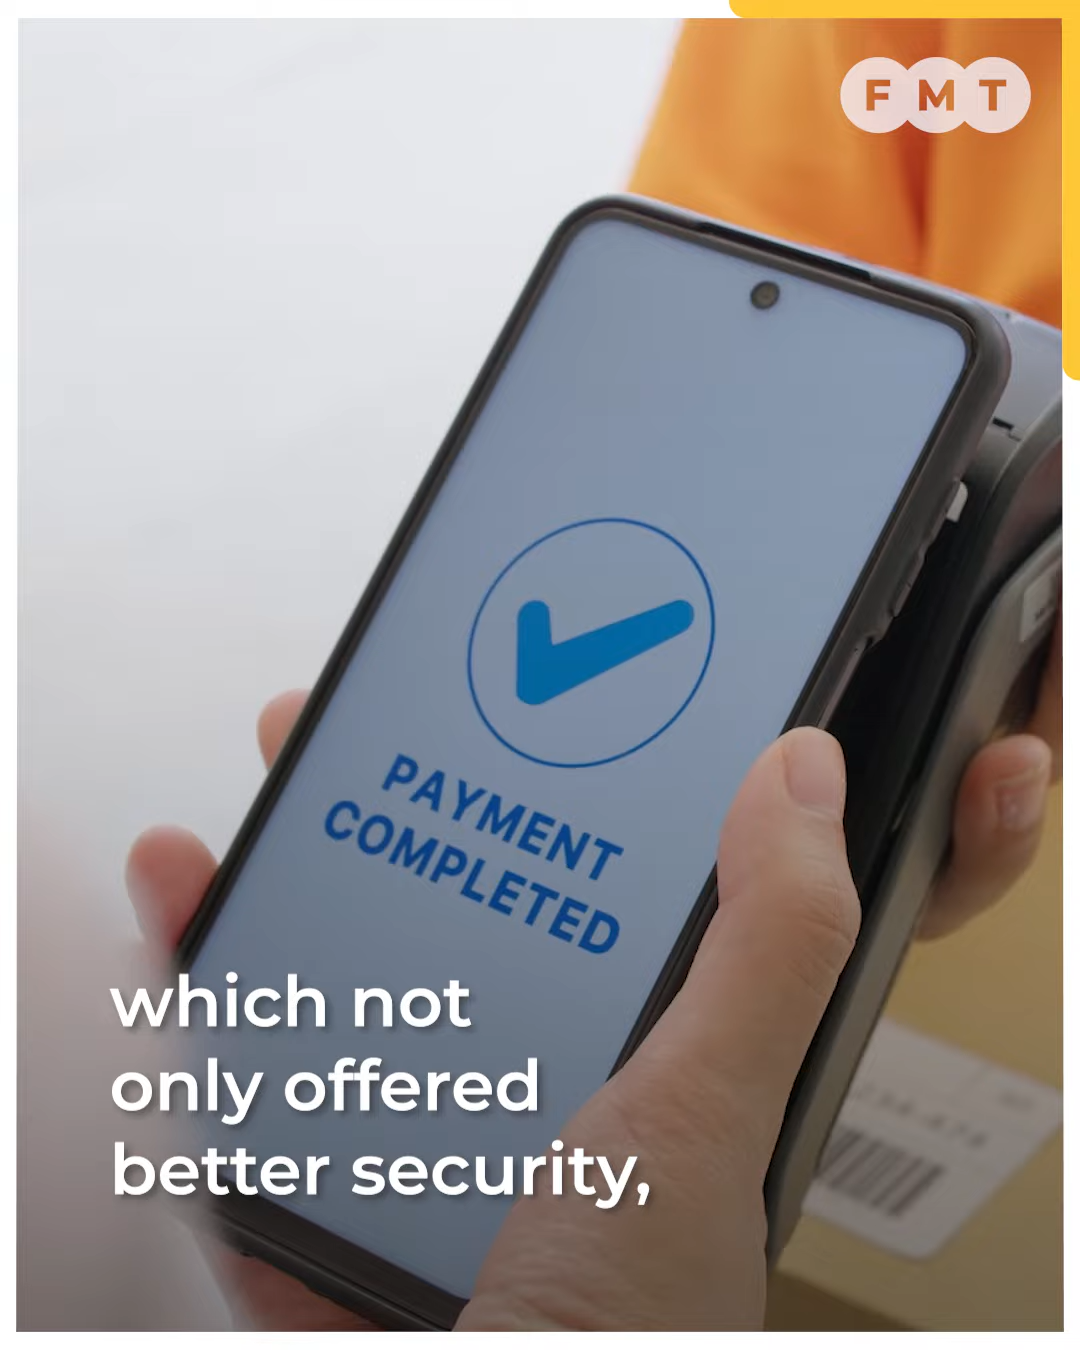 FMT
PAYMENT
COMPLETED
which not
only offered
better security,